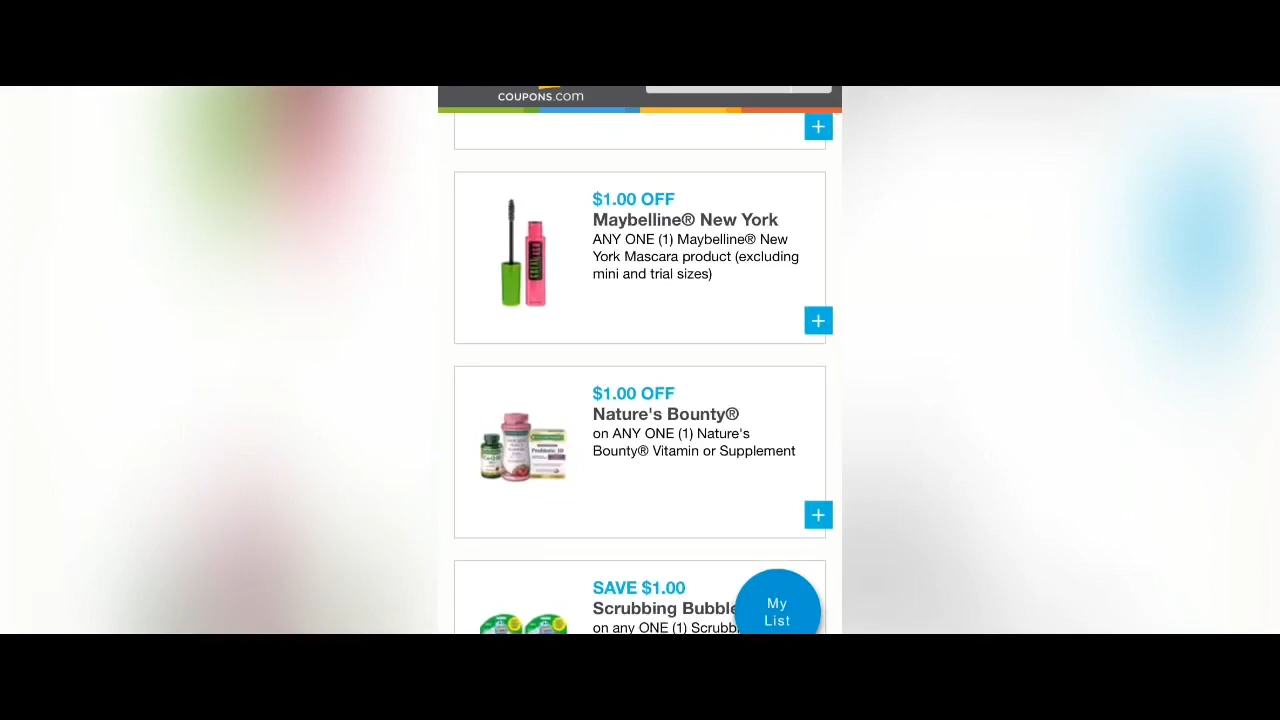 COUPONS.com
+
$1.00 OFF
Maybelline® New York
ANY ONE (1) Maybelline® New
York Mascara product (excluding
mini and trial sizes)
+
$1.00 OFF
Nature's Bounty®
on ANY ONE (1) Nature's
Bounty® Vitamin or Supplement
+
SAVE $1.00
Scrubbing Bubble
on any ONE (1) Scrubb
My
List